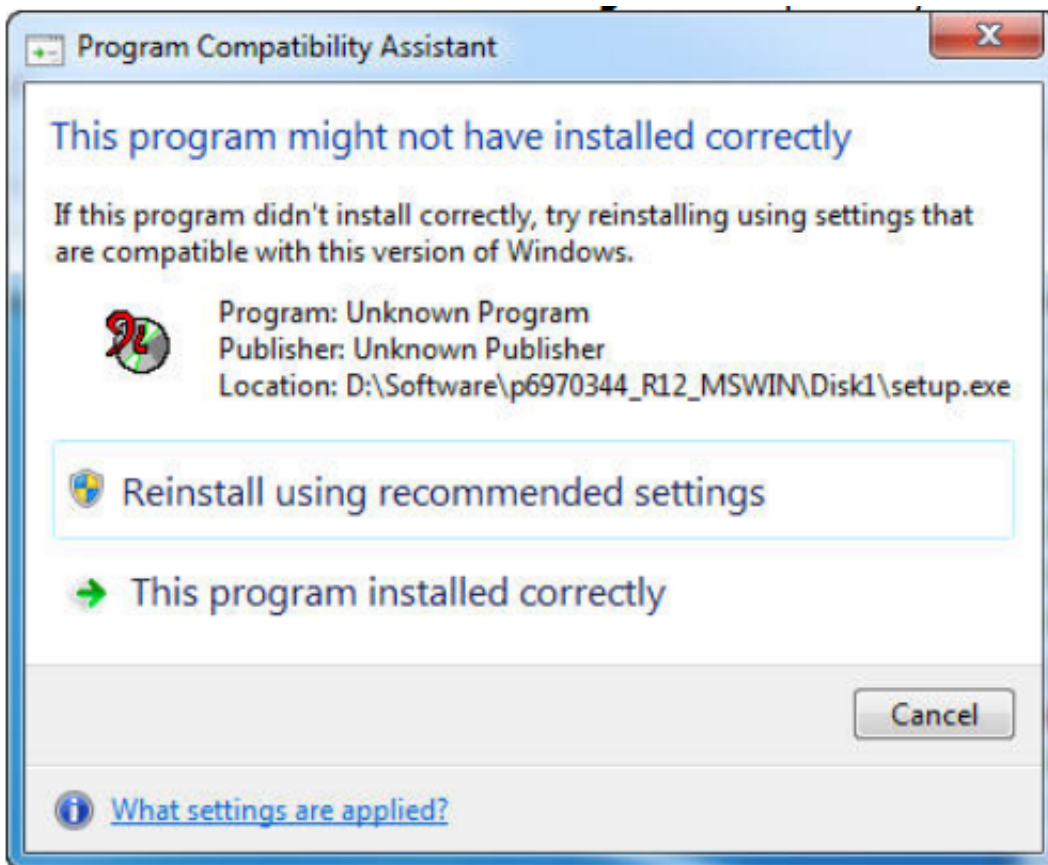 Program Compatibility Assistant
This program might not have installed correctly
If this program didn't install correctly, try reinstalling using settings that
are compatible with this version of Windows.
Program: Unknown Program
Publisher: Unknown Publisher
Location: D:\Software\p6970344_R12_MSWIN\Disk1\setup.exe
Reinstall using recommended settings
This program installed correctly
Cancel
What settings are applied?